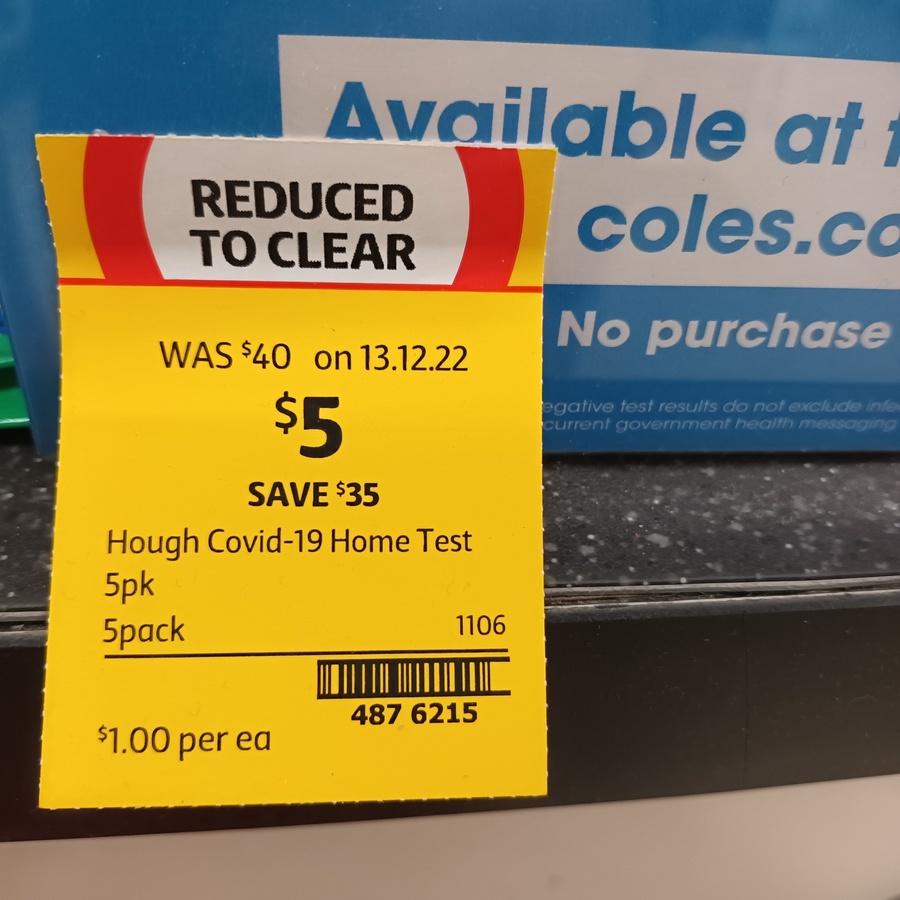 Available at
coles.co
No purchase
negative test results do not exclude
current government health messaging
REDUCED
TO CLEAR
WAS $40 on 13.12.22
$5
SAVE $35
Hough Covid-19 Home Test
5pk
5pack 1106
487 6215
$1.00 per ea